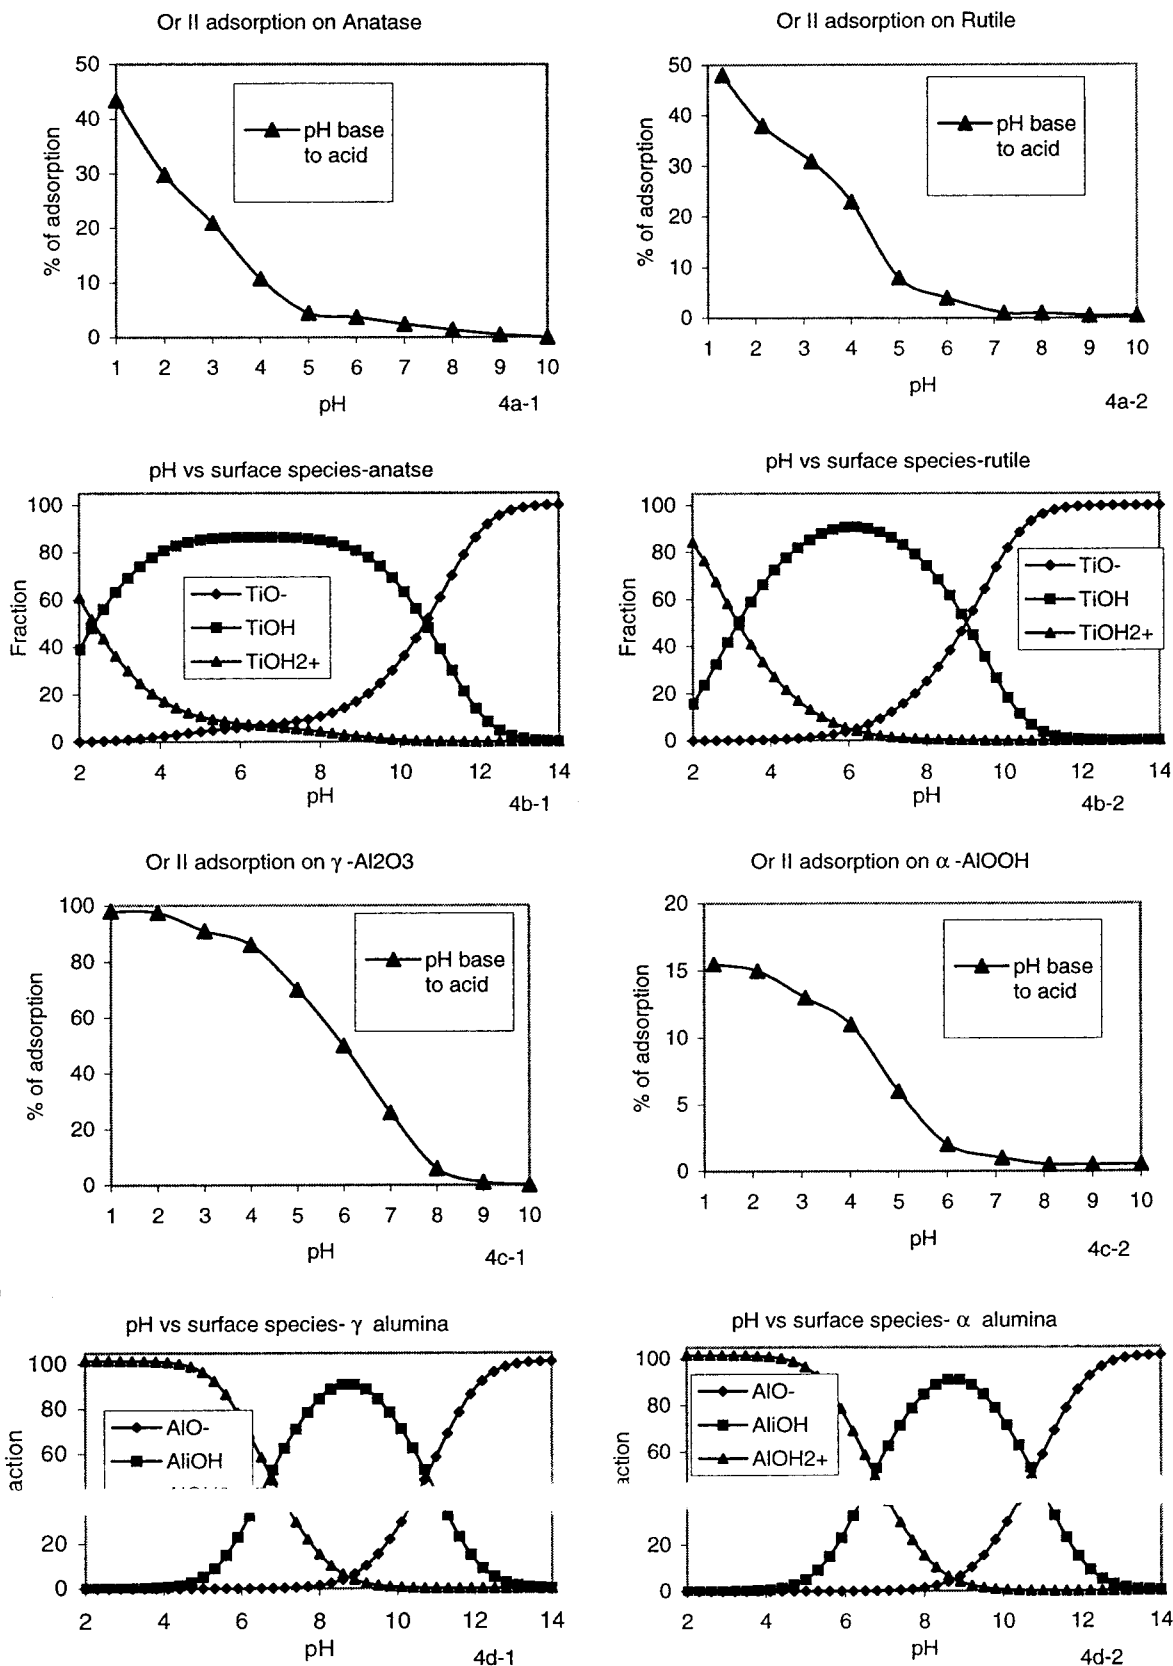 Or II adsorption on Anatase
% of adsorption
50
40
30
20
10
0
pH base
to acid
1 2 3 4 5 6 7 8 9 10
pH
4a-1
Or II adsorption on Rutile
% of adsorption
50
40
30
20
10
0
pH base
to acid
1 2 3 4 5 6 7 8 9 10
pH
4a-2
pH vs surface species-anatse
Fraction
100
80
60
40
20
0
TiO-
TiOH
TiOH2+
2 4 6 8 10 12 14
pH
4b-1
pH vs surface species-rutile
Fraction
100
80
60
40
20
0
TiO-
TiOH
TiOH2+
2 4 6 8 10 12 14
pH
4b-2
Or II adsorption on γ -Al2O3
% of adsorption
100
80
60
40
20
0
pH base
to acid
1 2 3 4 5 6 7 8 9 10
pH
4c-1
Or II adsorption on α -AlOOH
% of adsorption
20
15
10
5
0
pH base
to acid
1 2 3 4 5 6 7 8 9 10
pH
4c-2
pH vs surface species- γ alumina
action
100
80
60
20
0
AlO-
AliOH
2 4 6 8 10 12 14
pH
4d-1
pH vs surface species- α alumina
action
100
80
60
20
0
AlO-
AliOH
AlOH2+
2 4 6 8 10 12 14
pH
4d-2